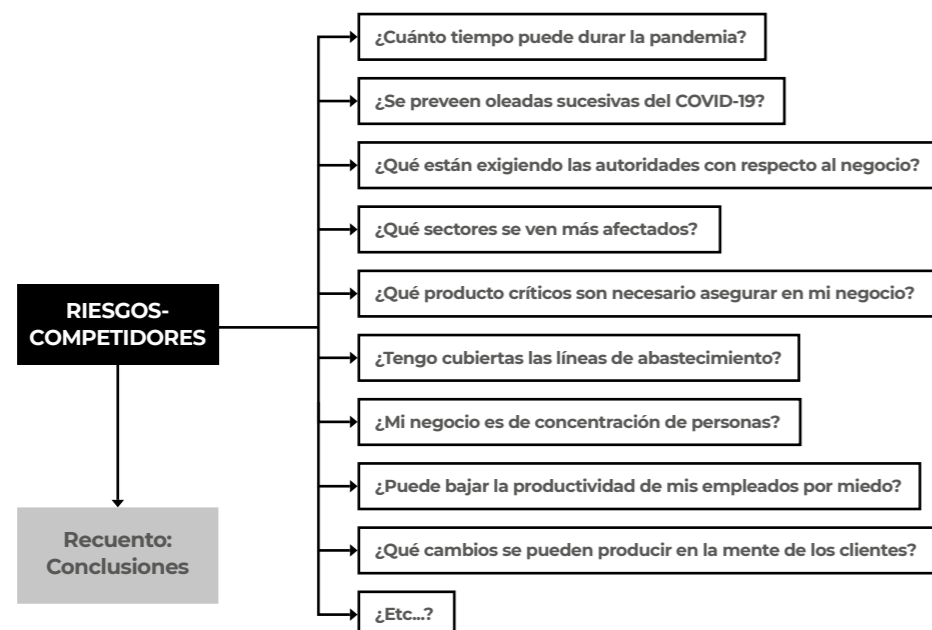 ¿Cuánto tiempo puede durar la pandemia?
¿Se preveen oleadas sucesivas del COVID-19?
¿Qué están exigiendo las autoridades con respecto al negocio?
¿Qué sectores se ven más afectados?
¿Qué producto críticos son necesario asegurar en mi negocio?
RIESGOS-
COMPETIDORES
¿Tengo cubiertas las líneas de abastecimiento?
¿Mi negocio es de concentración de personas?
¿Puede bajar la productividad de mis empleados por miedo?
Recuento:
Conclusiones
¿Qué cambios se pueden producir en la mente de los clientes?
¿Etc...?